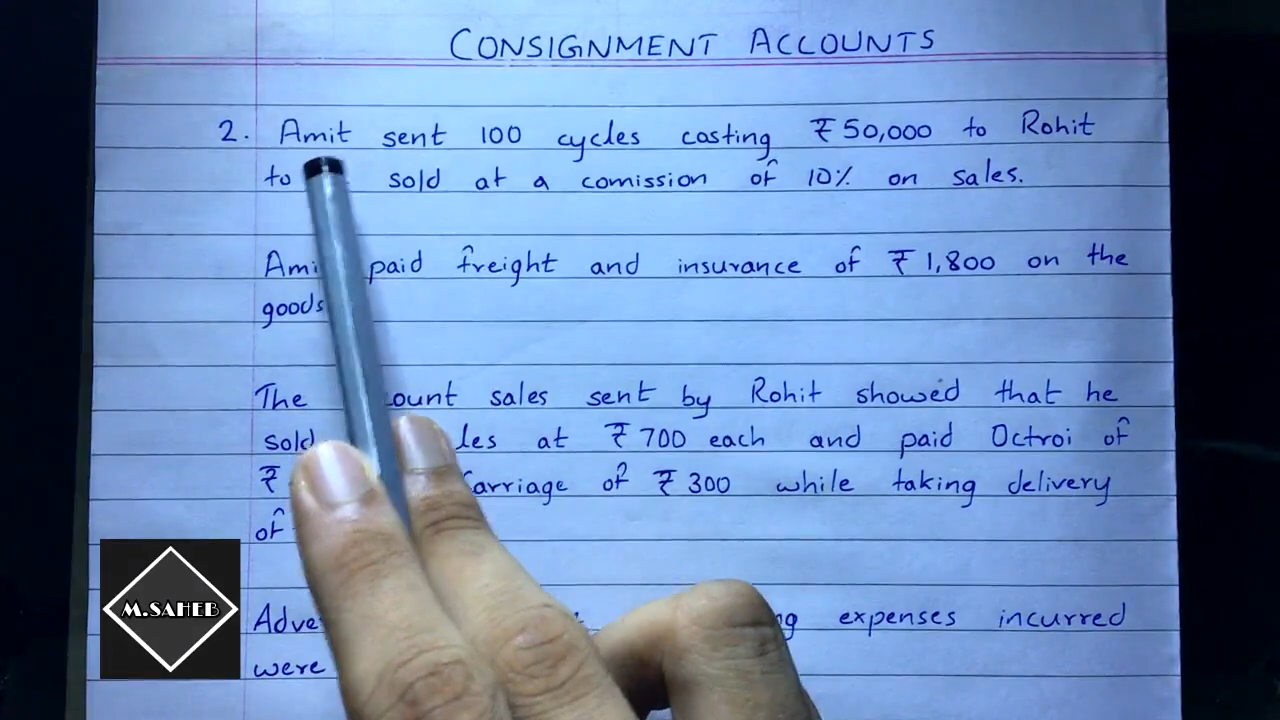 CONSIGNMENT ACCOUNTS
2. Amit sent 100 cycles costing ₹50,000 to Rohit
to sold at a comission of 10% on sales.
paid freight and insurance of ₹1,800 on the
goods
The sales sent by Rohit showed that he
sold at ₹700 each and paid Octroi of
₹ Carriage of ₹300 while taking delivery
of
expenses incurred
were
M.SAHEB